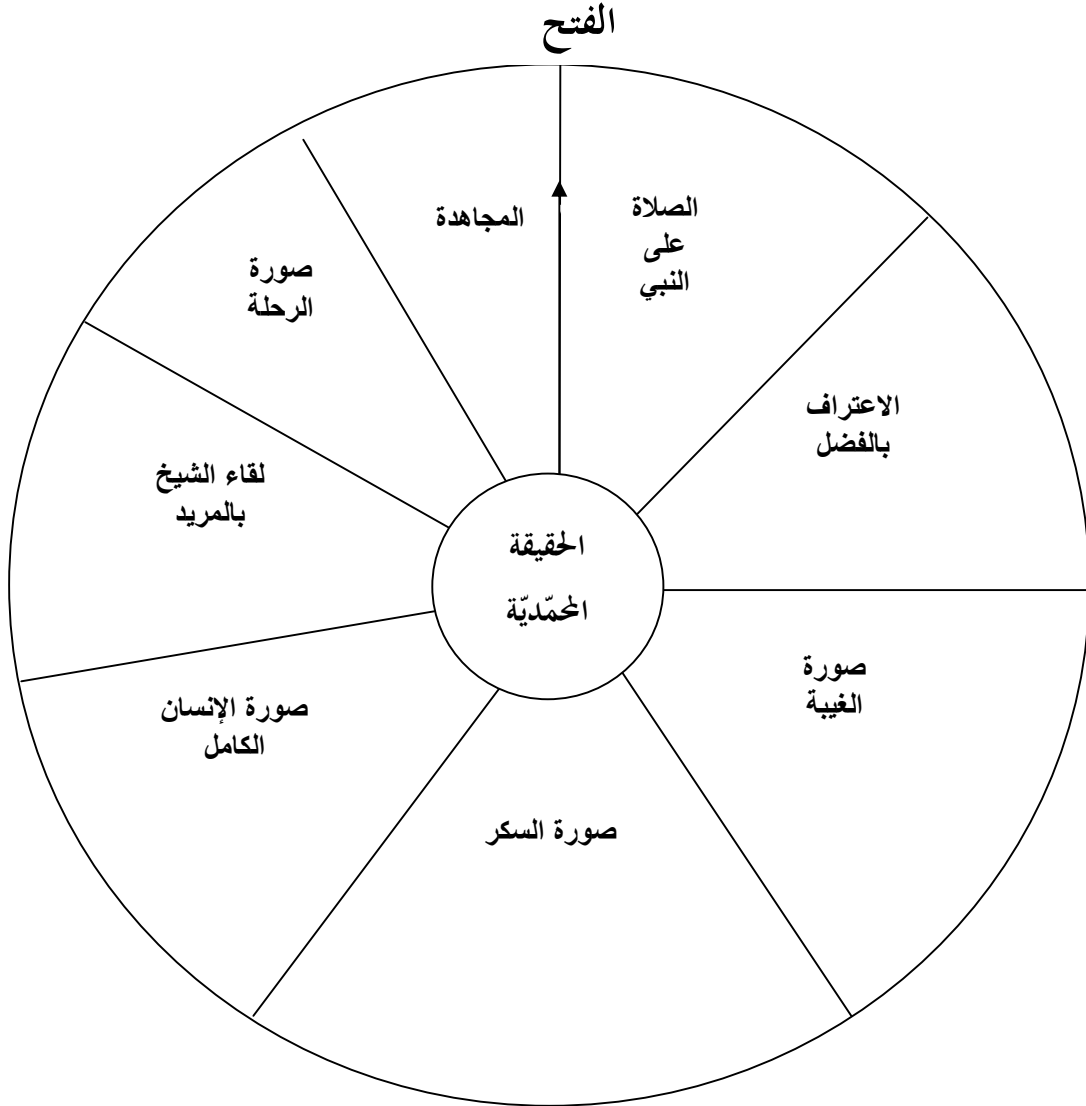 الفتح
المجاهدة
الصلاة
على
النبي
صورة
الرحلة
الاعتراف
بالفضل
لقاء الشيخ
بالمريد
الحقيقة
المحمّديّة
صورة
الغيبة
صورة الإنسان
الكامل
صورة السكر